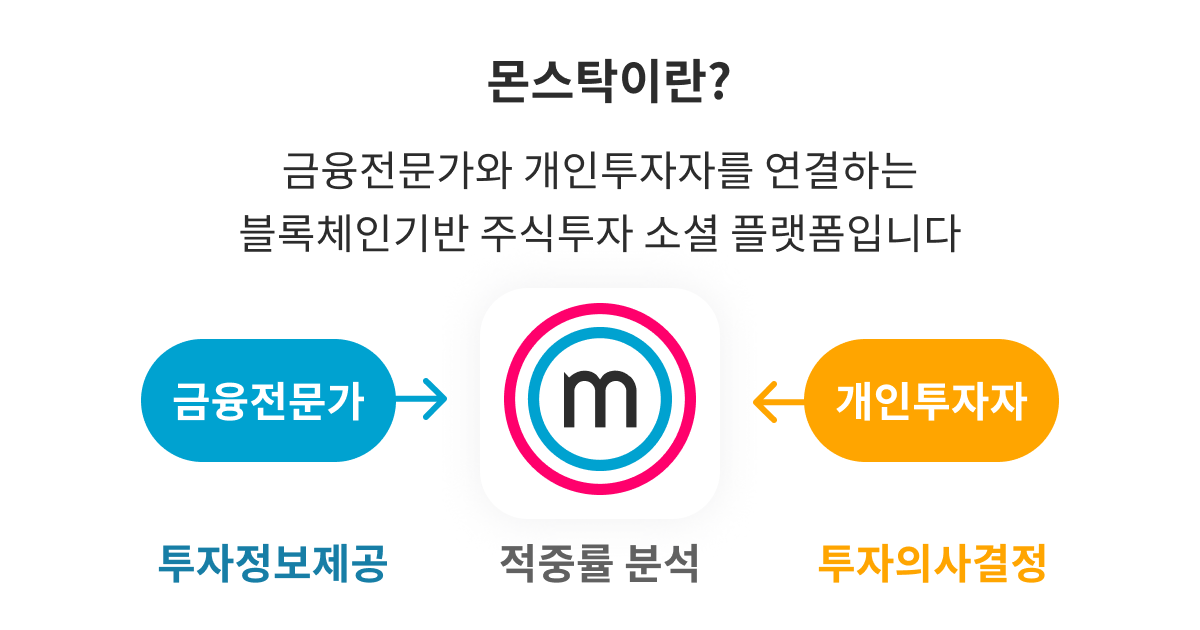 몬스탁이란?
금융전문가와 개인투자자를 연결하는
블록체인기반 주식투자 소셜 플랫폼입니다
금융전문가
m
개인투자자
투자정보제공
적중률 분석
투자의사결정